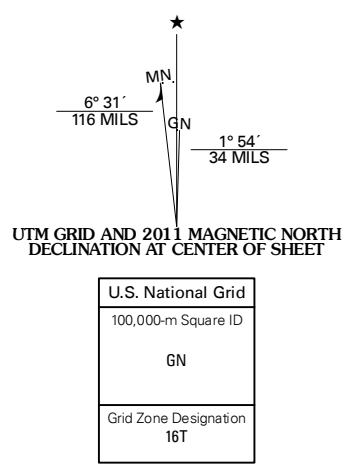 ★
M.N.
6° 31´
116 MILS
GN
1° 54´
34 MILS
UTM GRID AND 2011 MAGNETIC NORTH
DECLINATION AT CENTER OF SHEET
U.S. National Grid
100,000-m Square ID
GN
Grid Zone Designation
16T